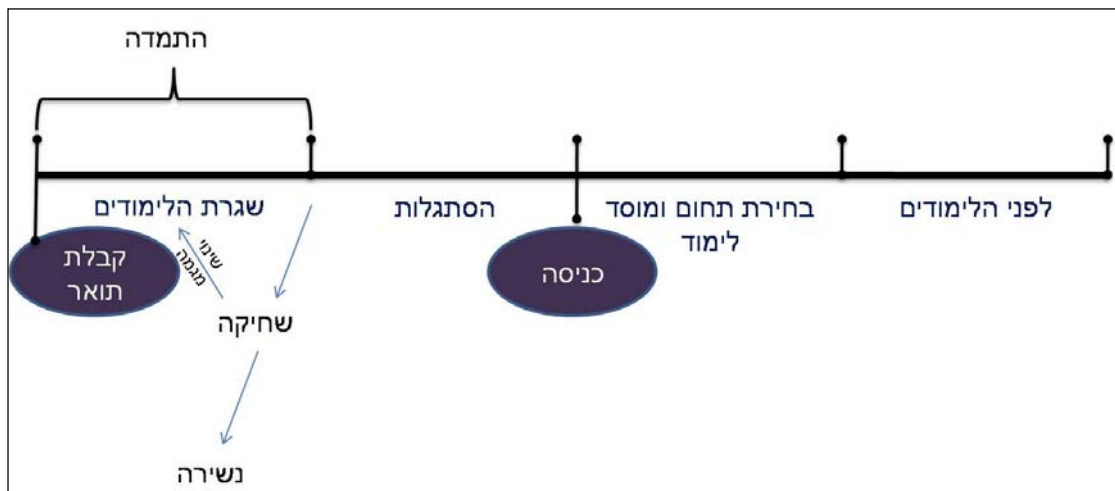 התמדה
לפני הלימודים
בחירת תחום ומוסד
לימוד
הסתגלות
שגרת הלימודים
כניסה
קבלת
תואר
שינוי
מגמה
שחיקה
נשירה